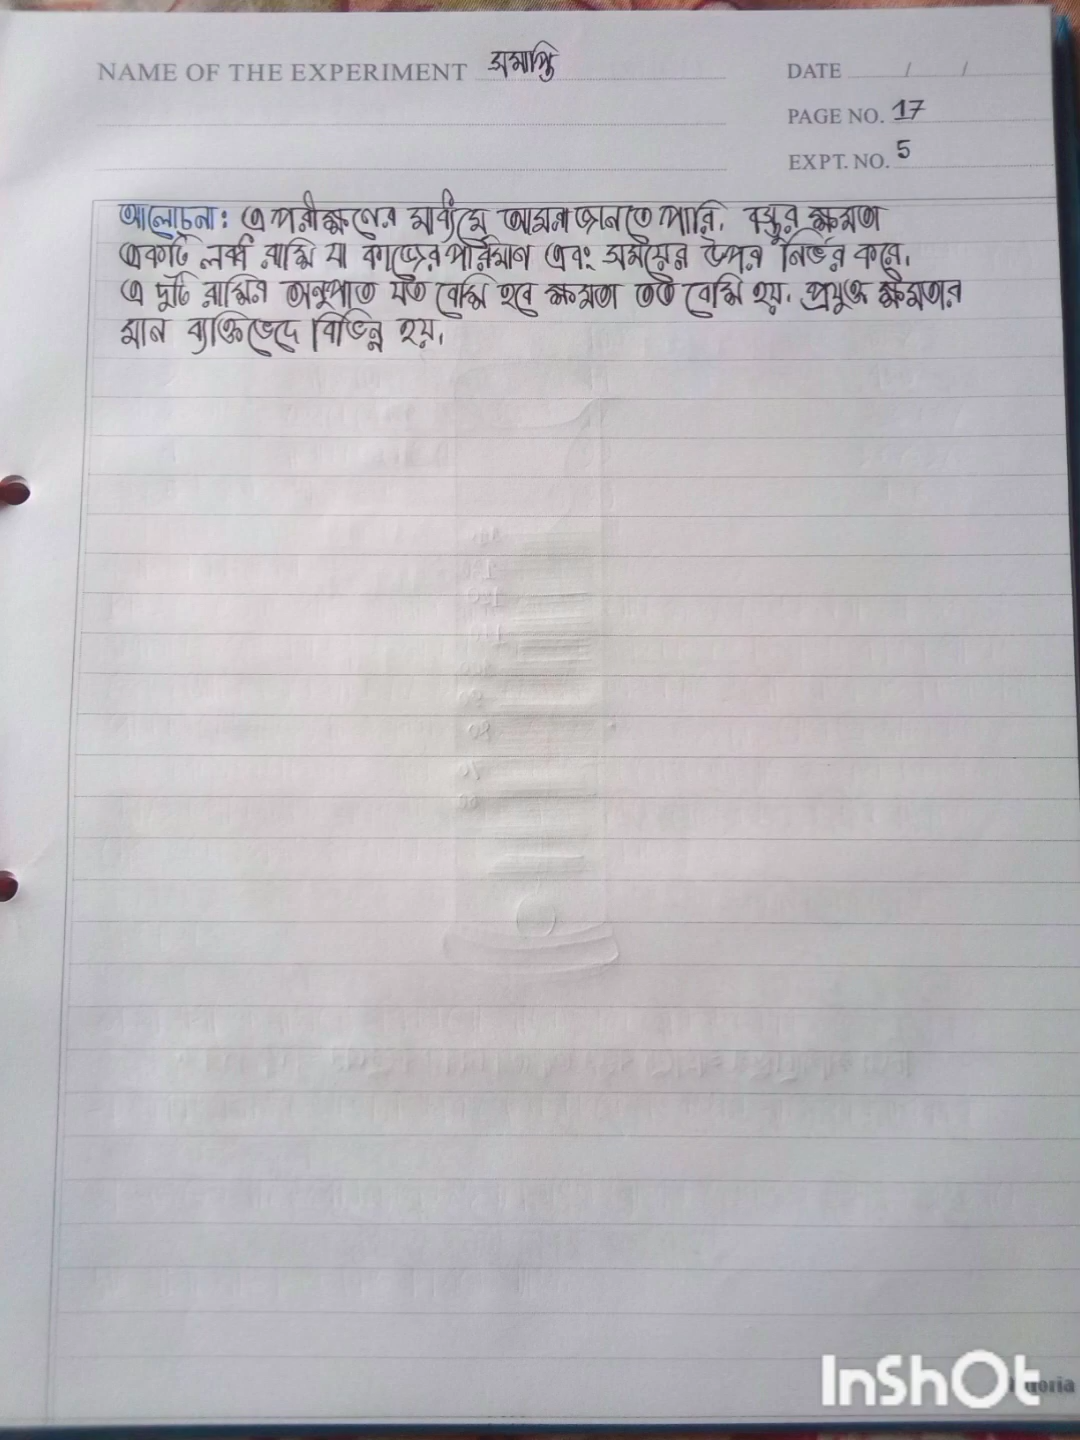 NAME OF THE EXPERIMENT সমাপ্তি
DATE / /
PAGE NO. 17
EXPT. NO. 5
আলোচনা: এ পরীক্ষণের মাধ্যমে আমরা জানতে পারি, বস্তুর ক্ষমতা
একটি লব্ধ রাশি যা কাজের পরিমাণ এবং সময়ের উপর নির্ভর করে।
এ দুটি রাশির অনুপাত যত বেশি হবে ক্ষমতা তত বেশি হয়। প্রযুক্ত ক্ষমতার
মান ব্যক্তিভেদে বিভিন্ন হয়।
InShOt